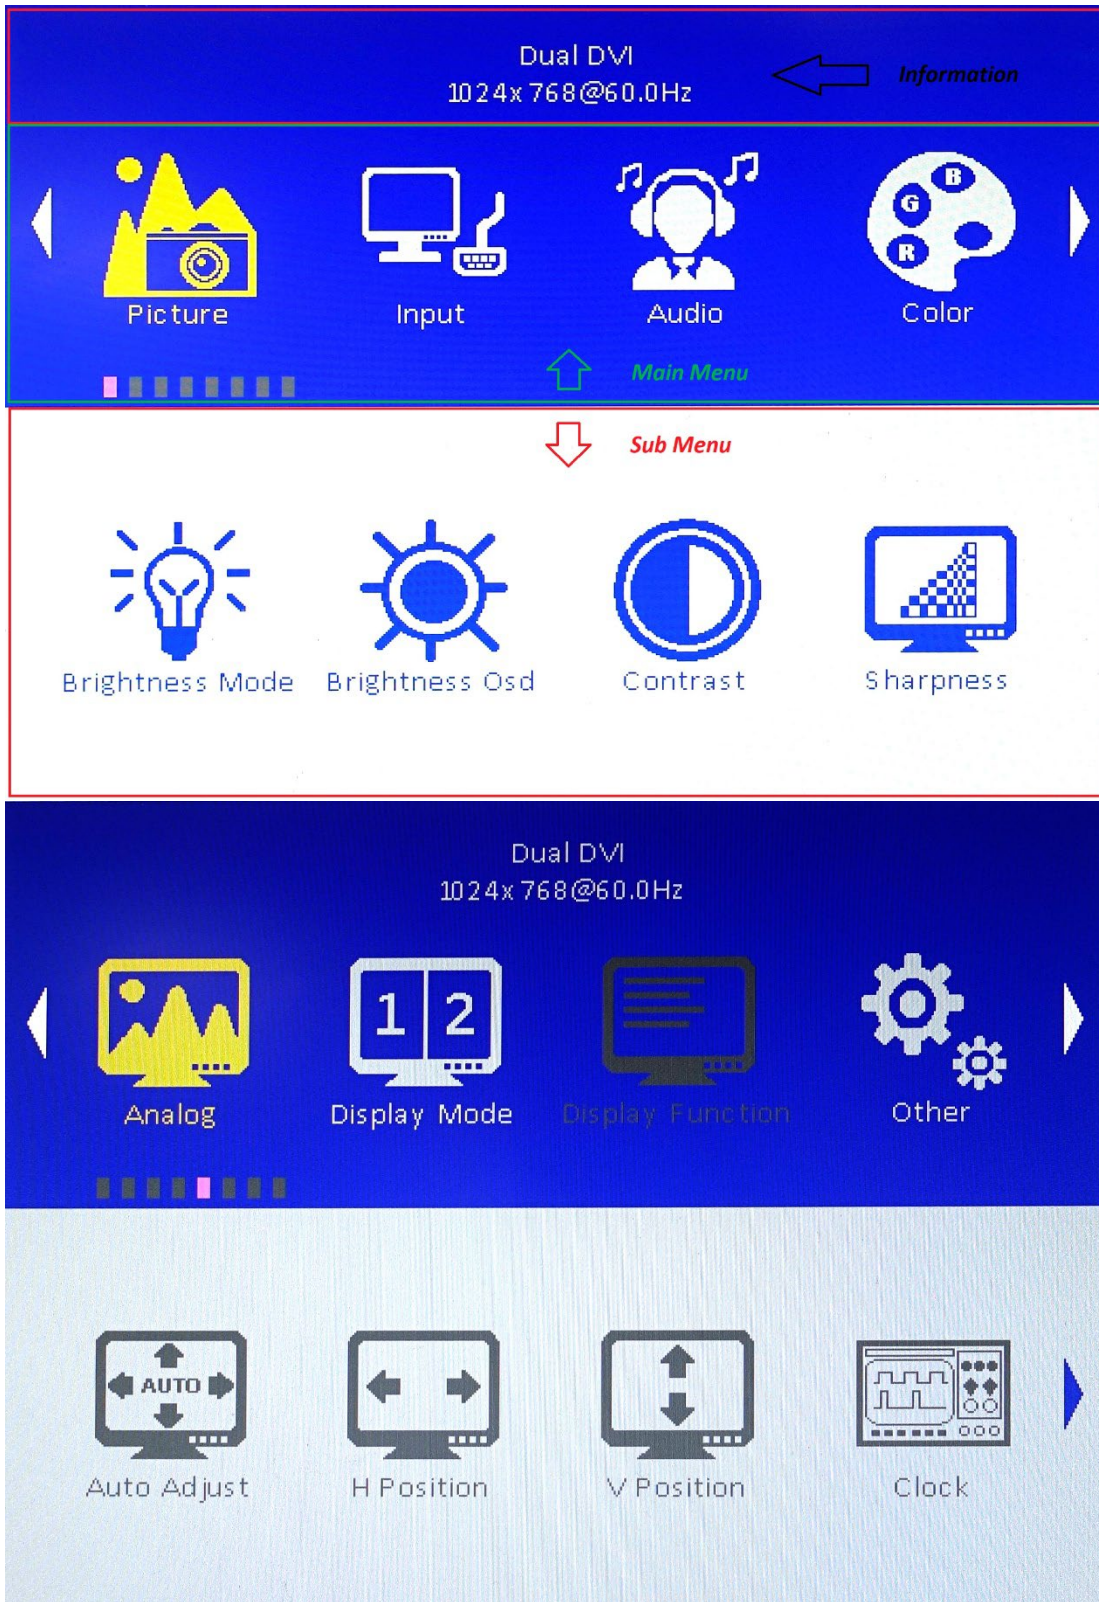 Dual DVI
1024x768@60.0Hz
Information
B
G
R
Picture Input Audio Color
Main Menu
Sub Menu
Brightness Mode Brightness Osd Contrast Sharpness
Dual DVI
1024x768@60.0Hz
1 2
Analog Display Mode Display Function Other
AUTO
Auto Adjust H Position V Position Clock